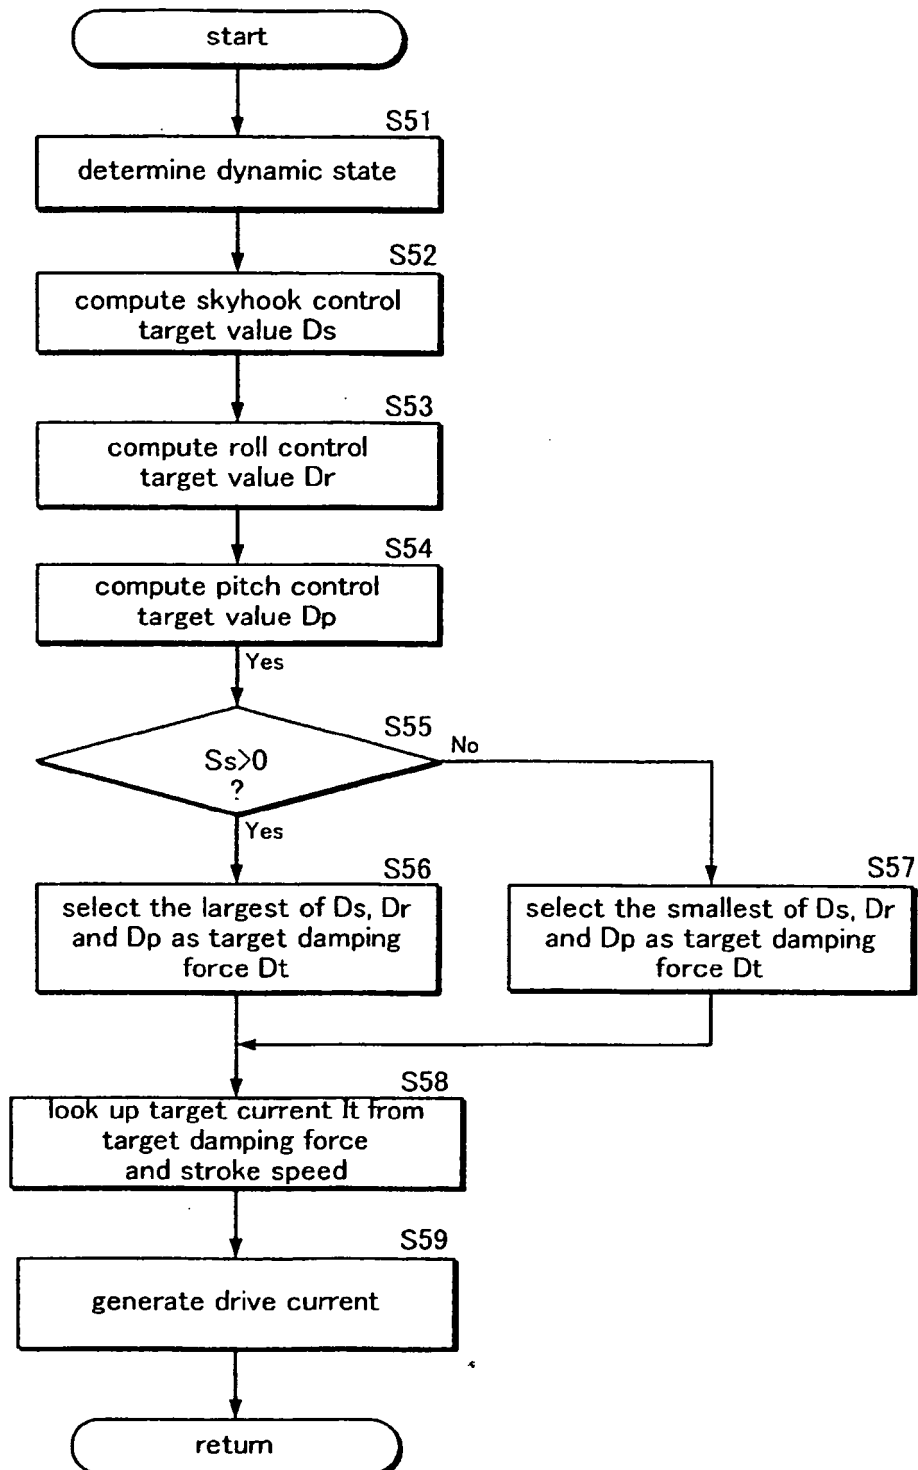 start
S51
determine dynamic state
S52
compute skyhook control
target value Ds
S53
compute roll control
target value Dr
S54
compute pitch control
target value Dp
Yes
S55
Ss>0
?
No
Yes
S56
select the largest of Ds, Dr
and Dp as target damping
force Dt
S57
select the smallest of Ds, Dr
and Dp as target damping
force Dt
S58
look up target current It from
target damping force
and stroke speed
S59
generate drive current
return